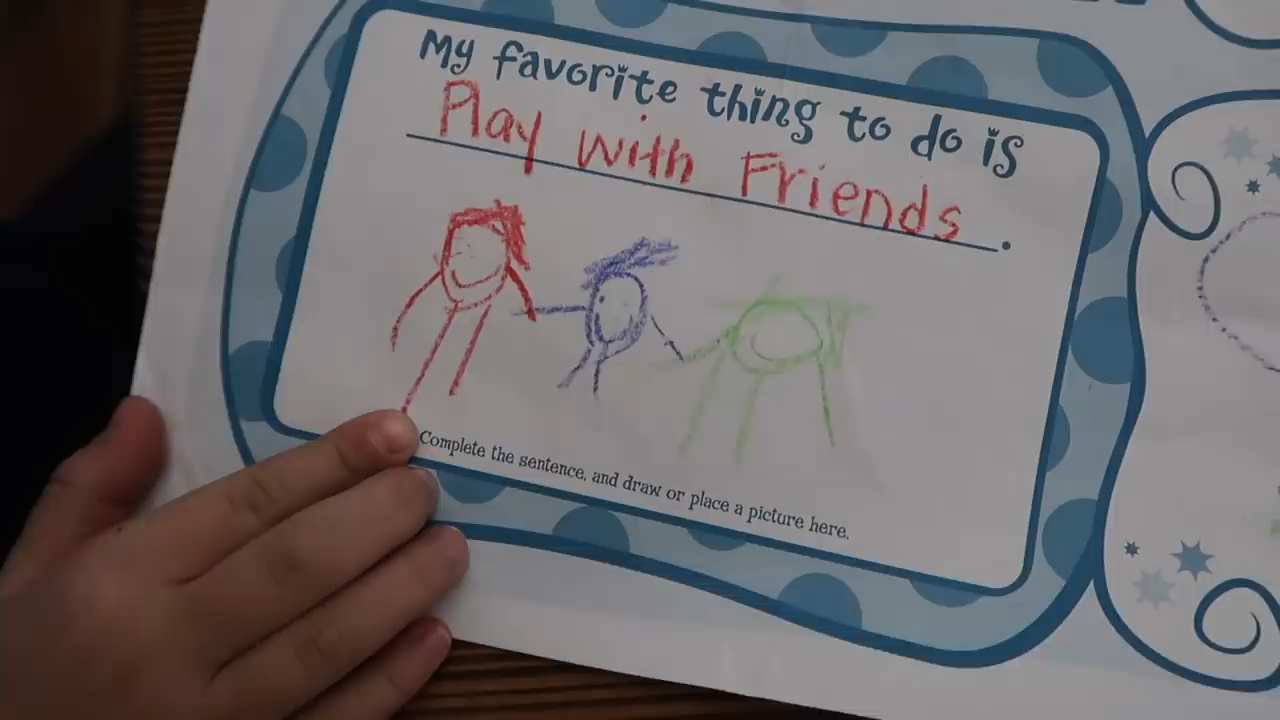 My favorite thing to do is
Play with Friends.
Complete the sentence, and draw or place a picture here.